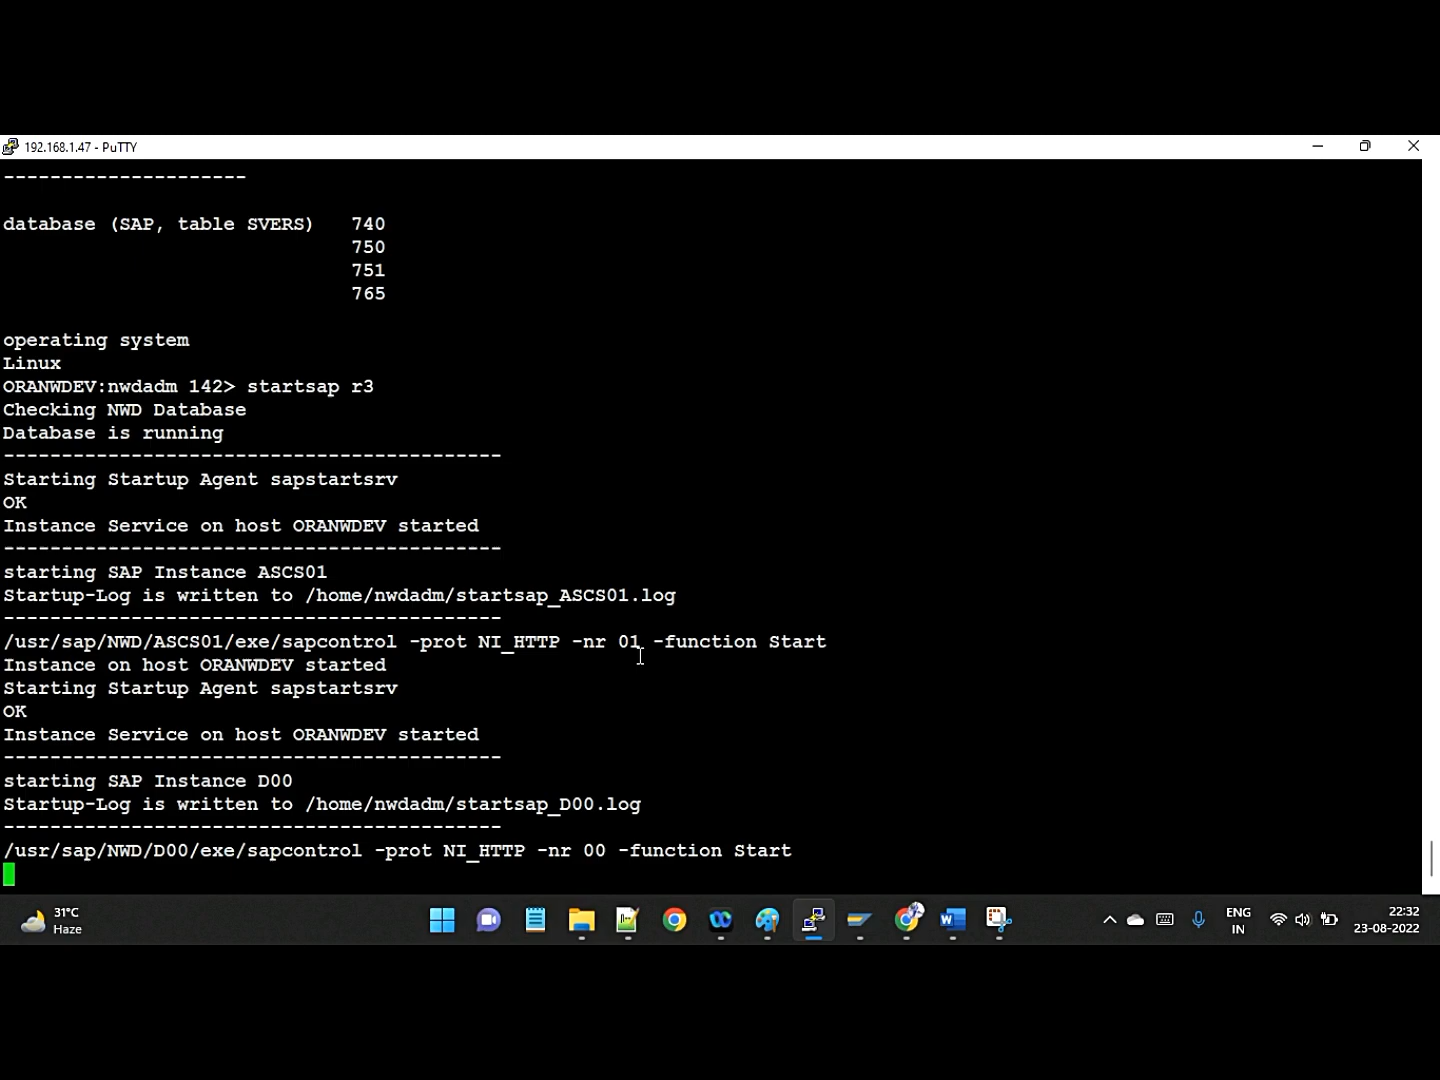 192.168.1.47 - PuTTY
---------------------
database (SAP, table SVERS)   740
750
751
765
operating system
Linux
ORANWDEV:nwdadm 142> startsap r3
Checking NWD Database
Database is running
-------------------------------------------
Starting Startup Agent sapstartsrv
OK
Instance Service on host ORANWDEV started
-------------------------------------------
starting SAP Instance ASCS01
Startup-Log is written to /home/nwdadm/startsap_ASCS01.log
-------------------------------------------
/usr/sap/NWD/ASCS01/exe/sapcontrol -prot NI_HTTP -nr 01 -function Start
Instance on host ORANWDEV started
Starting Startup Agent sapstartsrv
OK
Instance Service on host ORANWDEV started
-------------------------------------------
starting SAP Instance D00
Startup-Log is written to /home/nwdadm/startsap_D00.log
-------------------------------------------
/usr/sap/NWD/D00/exe/sapcontrol -prot NI_HTTP -nr 00 -function Start
31°C
Haze
ENG
IN
22:32
23-08-2022